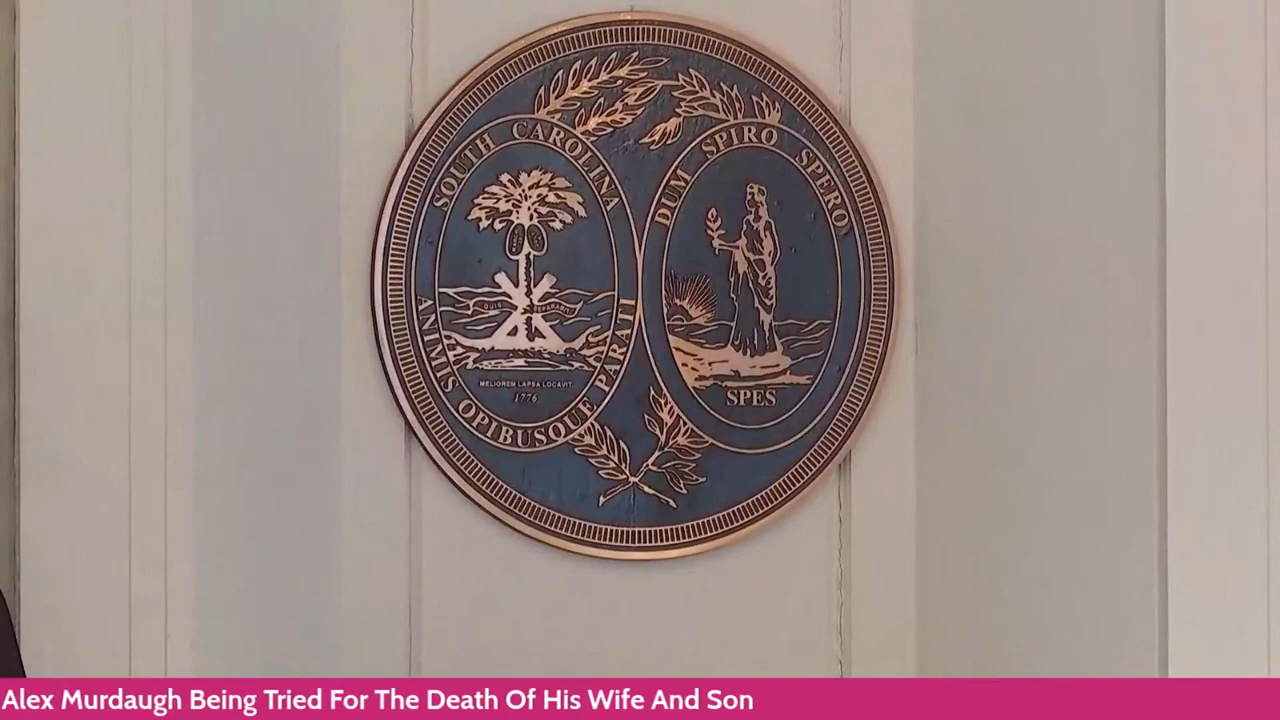 SOUTH CAROLINA
ANIMIS OPIBUSQUE PARATI
QUIS SEPARABIT
MELIOREM LAPSA LOCAVIT
1776
DUM SPIRO SPERO
SPES
Alex Murdaugh Being Tried For The Death Of His Wife And Son